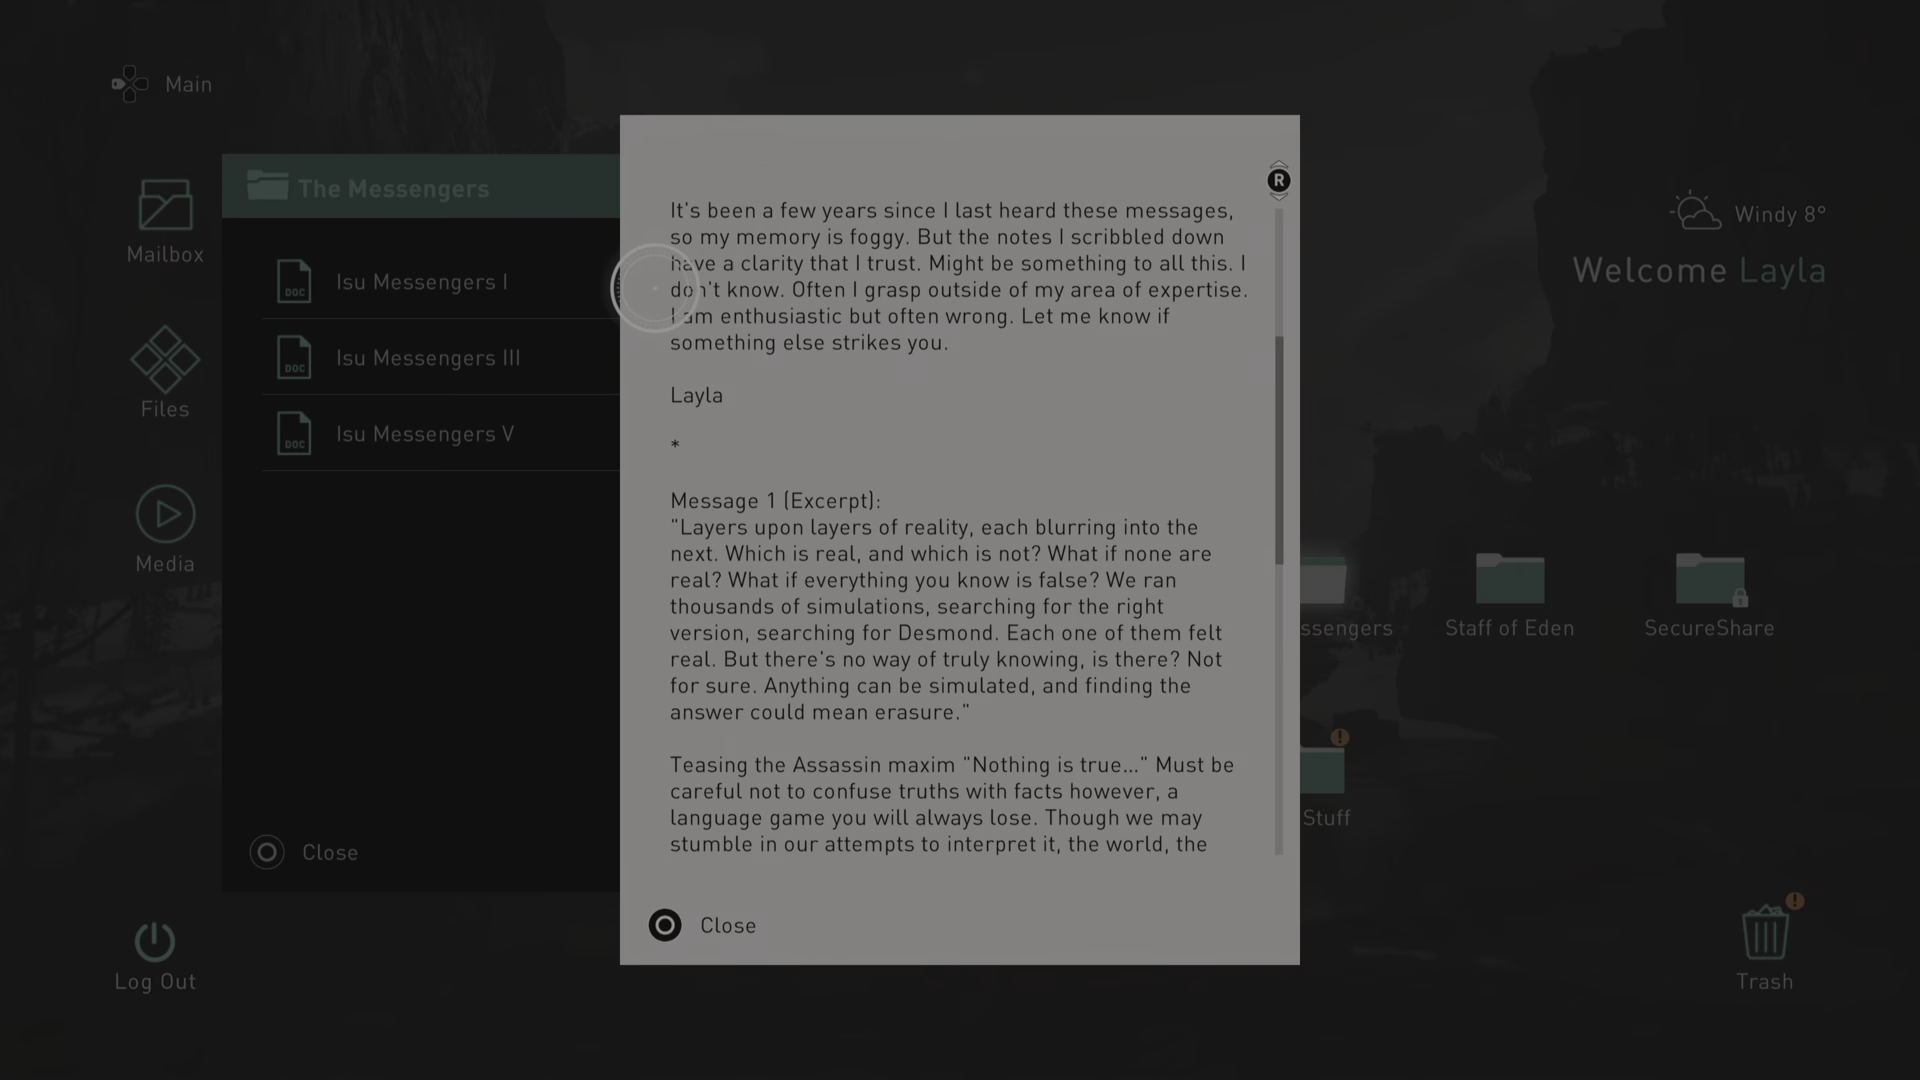 Main
Mailbox
Files
Media
Log Out
The Messengers
DOC
Isu Messengers I
DOC
Isu Messengers III
DOC
Isu Messengers V
Close
R
It's been a few years since I last heard these messages,
so my memory is foggy. But the notes I scribbled down
have a clarity that I trust. Might be something to all this. I
don't know. Often I grasp outside of my area of expertise.
I am enthusiastic but often wrong. Let me know if
something else strikes you.
Layla
*
Message 1 (Excerpt):
"Layers upon layers of reality, each blurring into the
next. Which is real, and which is not? What if none are
real? What if everything you know is false? We ran
thousands of simulations, searching for the right
version, searching for Desmond. Each one of them felt
real. But there's no way of truly knowing, is there? Not
for sure. Anything can be simulated, and finding the
answer could mean erasure."
Teasing the Assassin maxim "Nothing is true..." Must be
careful not to confuse truths with facts however, a
language game you will always lose. Though we may
stumble in our attempts to interpret it, the world, the
Close
Windy 8°
Welcome Layla
ssengers
Staff of Eden
SecureShare
!
Stuff
!
Trash